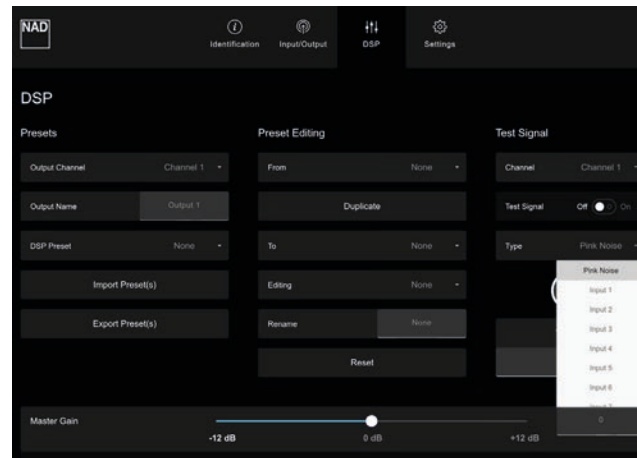 NAD
Identification
Input/Output
DSP
Settings
DSP
Presets
Output Channel Channel 1
Output Name Output 1
DSP Preset None
Import Preset(s)
Export Preset(s)
Preset Editing
From None
Duplicate
To None
Editing None
Rename None
Reset
Test Signal
Channel Channel 1
Test Signal Off On
Type Pink Noise
Pink Noise
Input 1
Input 2
Input 3
Input 4
Input 5
Input 6
0
Master Gain
-12 dB 0 dB +12 dB